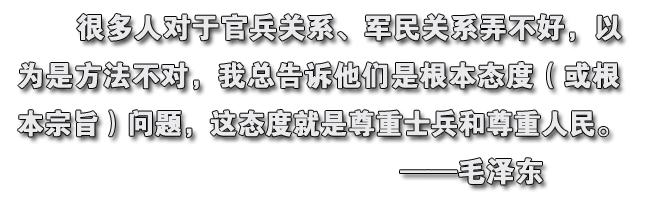 很多人对于官兵关系、军民关系弄不好，以
为是方法不对，我总告诉他们是根本态度（或根
本宗旨）问题，这态度就是尊重士兵和尊重人民。
——毛泽东